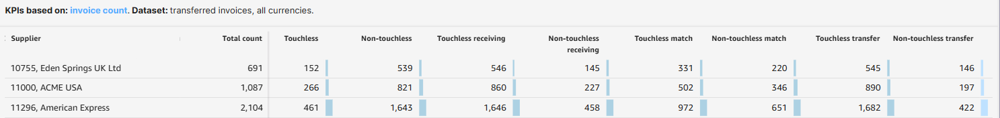 KPIs based on: invoice count. Dataset: transferred invoices, all currencies.
Supplier Total count Touchless Non-touchless Touchless receiving Non-touchless receiving Touchless match Non-touchless match Touchless transfer Non-touchless transfer
10755, Eden Springs UK Ltd 691 152 539 546 145 331 220 545 146
11000, ACME USA 1,087 266 821 860 227 502 346 890 197
11296, American Express 2,104 461 1,643 1,646 458 972 651 1,682 422